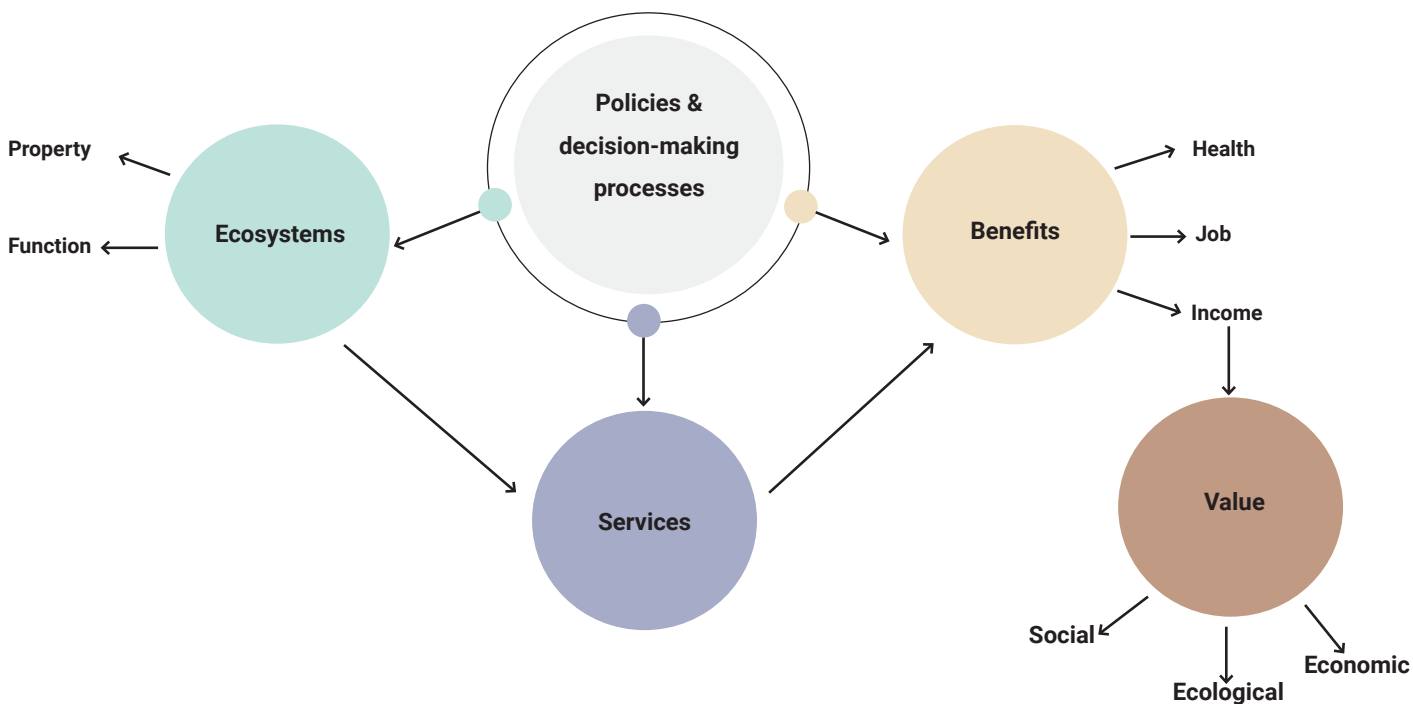 Policies &
decision-making
processes
Property
Function
Ecosystems
Benefits
Health
Job
Income
Services
Value
Social
Ecological
Economic